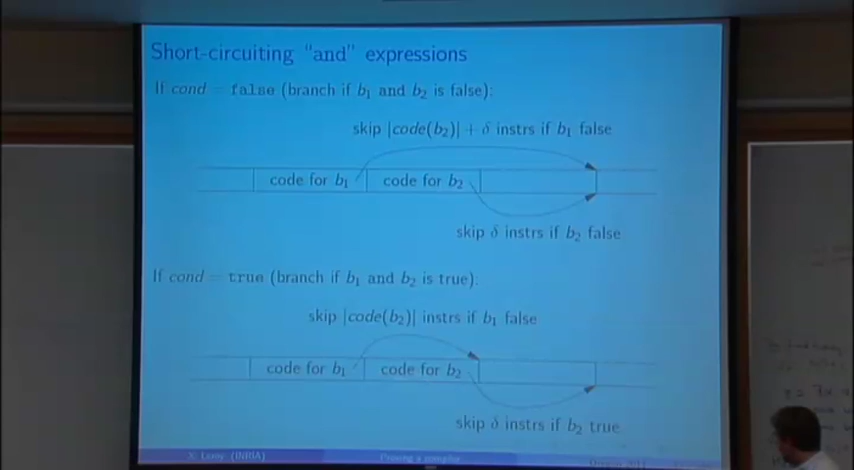 Short-circuiting "and" expressions
If cond = false (branch if b₁ and b₂ is false):
skip |code(b₂)| + δ instrs if b₁ false
code for b₁ code for b₂
skip δ instrs if b₂ false
If cond = true (branch if b₁ and b₂ is true):
skip |code(b₂)| instrs if b₁ false
code for b₁ code for b₂
skip δ instrs if b₂ true
X. Leroy (INRIA) Proving a compiler